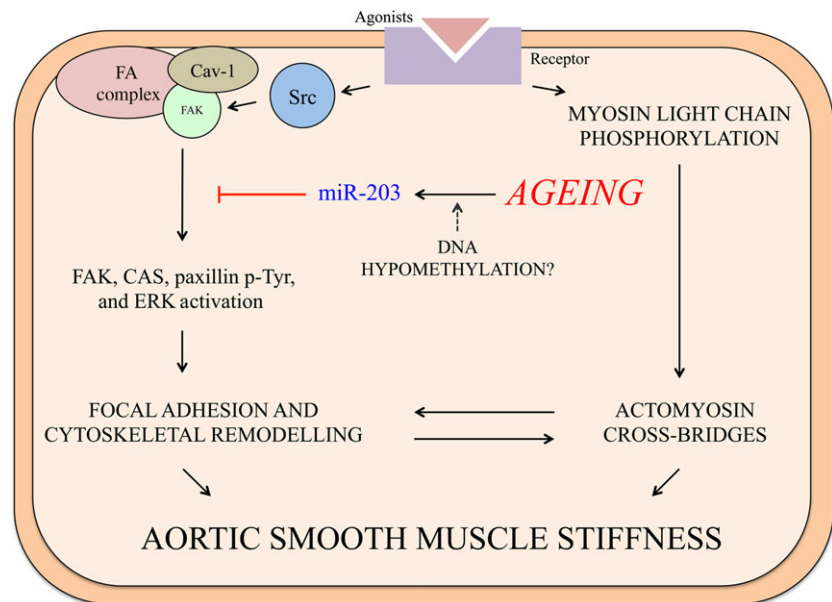 Agonists
Receptor
FA
complex
Cav-1
FAK
Src
MYOSIN LIGHT CHAIN
PHOSPHORYLATION
miR-203
AGEING
DNA
HYPOMETHYLATION?
FAK, CAS, paxillin p-Tyr,
and ERK activation
FOCAL ADHESION AND
CYTOSKELETAL REMODELLING
ACTOMYOSIN
CROSS-BRIDGES
AORTIC SMOOTH MUSCLE STIFFNESS